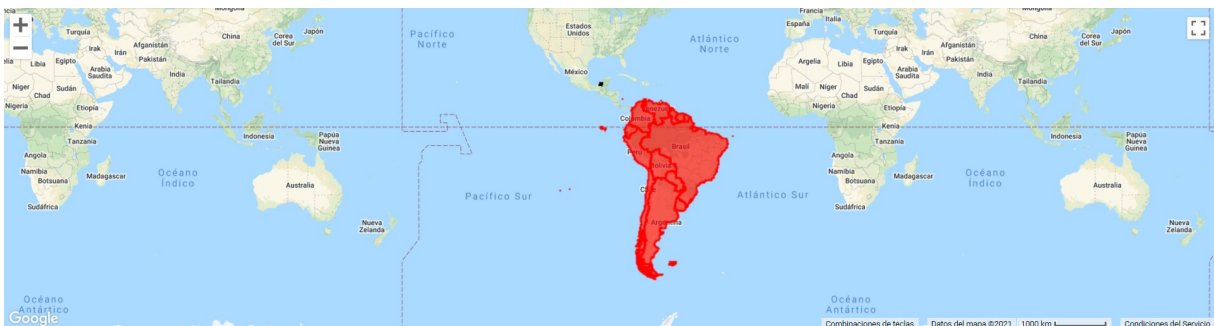 Mongolia
Francia
Italia
España
Mongolia
Turquía
China
Corea
del Sur
Japón
Pacífico
Norte
Estados
Unidos
Atlántico
Norte
Turquía
China
Corea
del Sur
Japón
Irak
Irán
Afganistán
Pakistán
Libia
Egipto
Arabia
Saudita
India
Tailandia
México
Argelia
Libia
Egipto
Irak
Irán
Afganistán
Pakistán
Arabia
Saudita
India
Tailandia
Níger
Chad
Sudán
Nigeria
Etiopía
Kenia
Tanzania
Indonesia
Papúa
Nueva
Guinea
Colombia
Brasil
Bolivia
Malí
Níger
Chad
Sudán
Nigeria
Etiopía
Kenia
Tanzania
Indonesia
Papúa
Nueva
Guinea
Angola
Namibia
Botsuana
Madagascar
Océano
Índico
Australia
Sudáfrica
Nueva
Zelanda
Pacífico Sur
Argentina
Atlántico Sur
Angola
Namibia
Botsuana
Madagascar
Océano
Índico
Australia
Sudáfrica
Nueva
Zelanda
Océano
Antártico
Océano
Antártico
Google
Combinaciones de teclas
Datos del mapa ©2021
1000 km
Condiciones del Servicio